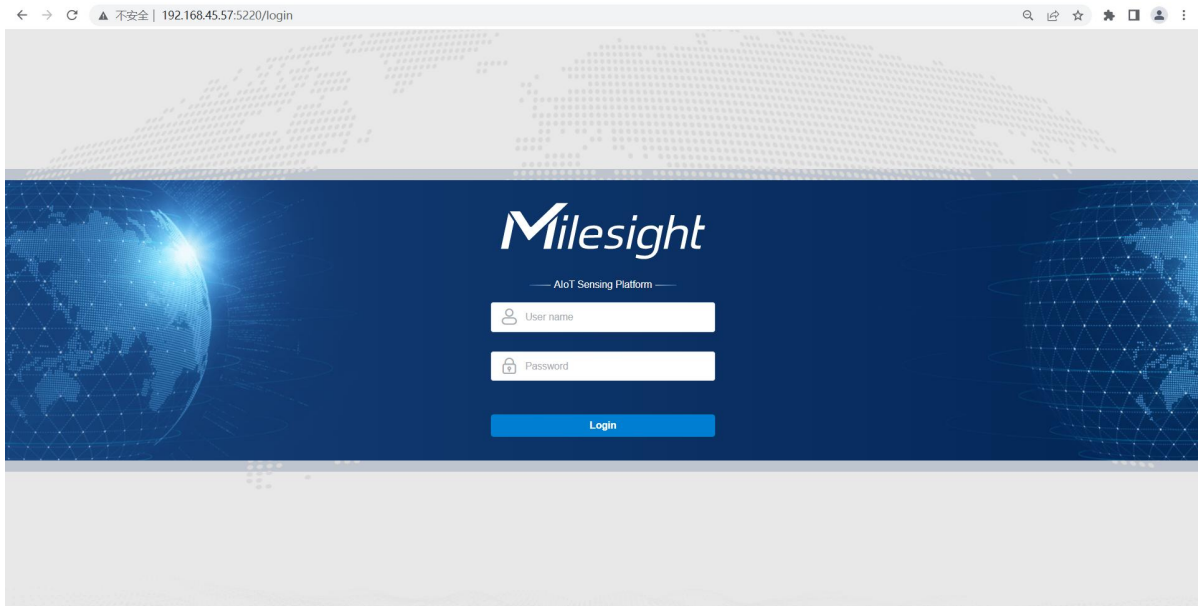 不安全 192.168.45.57:5220/login
Milesight
AIoT Sensing Platform
User name
Password
Login